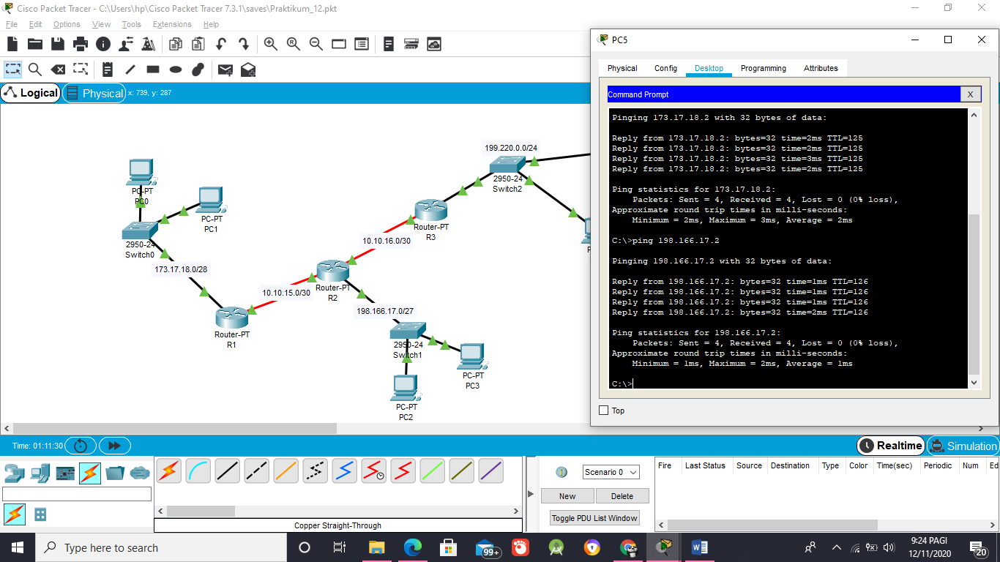 Cisco Packet Tracer - C:\Users\hp\Cisco Packet Tracer 7.3.1\saves\Praktikum_12.pkt
File Edit Options View Tools Extensions Help
Logical Physical x: 739, y: 287
199.220.0.0/24
2950-24
Switch2
PC-PT
PC0
PC-PT
PC1
2950-24
Switch0
173.17.18.0/28
Router-PT
R3
10.10.16.0/30
Router-PT
R2
10.10.15.0/30
198.166.17.0/27
Router-PT
R1
2950-24
Switch1
PC-PT
PC3
PC-PT
PC2
PC5
Physical Config Desktop Programming Attributes
Command Prompt X
Pinging 173.17.18.2 with 32 bytes of data:
Reply from 173.17.18.2: bytes=32 time=2ms TTL=125
Reply from 173.17.18.2: bytes=32 time=2ms TTL=125
Reply from 173.17.18.2: bytes=32 time=3ms TTL=125
Reply from 173.17.18.2: bytes=32 time=2ms TTL=125
Ping statistics for 173.17.18.2:
Packets: Sent = 4, Received = 4, Lost = 0 (0% loss),
Approximate round trip times in milli-seconds:
Minimum = 2ms, Maximum = 3ms, Average = 2ms
C:\>ping 198.166.17.2
Pinging 198.166.17.2 with 32 bytes of data:
Reply from 198.166.17.2: bytes=32 time=1ms TTL=126
Reply from 198.166.17.2: bytes=32 time=1ms TTL=126
Reply from 198.166.17.2: bytes=32 time=1ms TTL=126
Reply from 198.166.17.2: bytes=32 time=2ms TTL=126
Ping statistics for 198.166.17.2:
Packets: Sent = 4, Received = 4, Lost = 0 (0% loss),
Approximate round trip times in milli-seconds:
Minimum = 1ms, Maximum = 2ms, Average = 1ms
C:\>
Top
Time: 01:11:30
Realtime Simulation
Scenario 0
New Delete
Toggle PDU List Window
Fire Last Status Source Destination Type Color Time(sec) Periodic Num Ed
Copper Straight-Through
Type here to search
99+
9:24 PAGI
12/11/2020
20